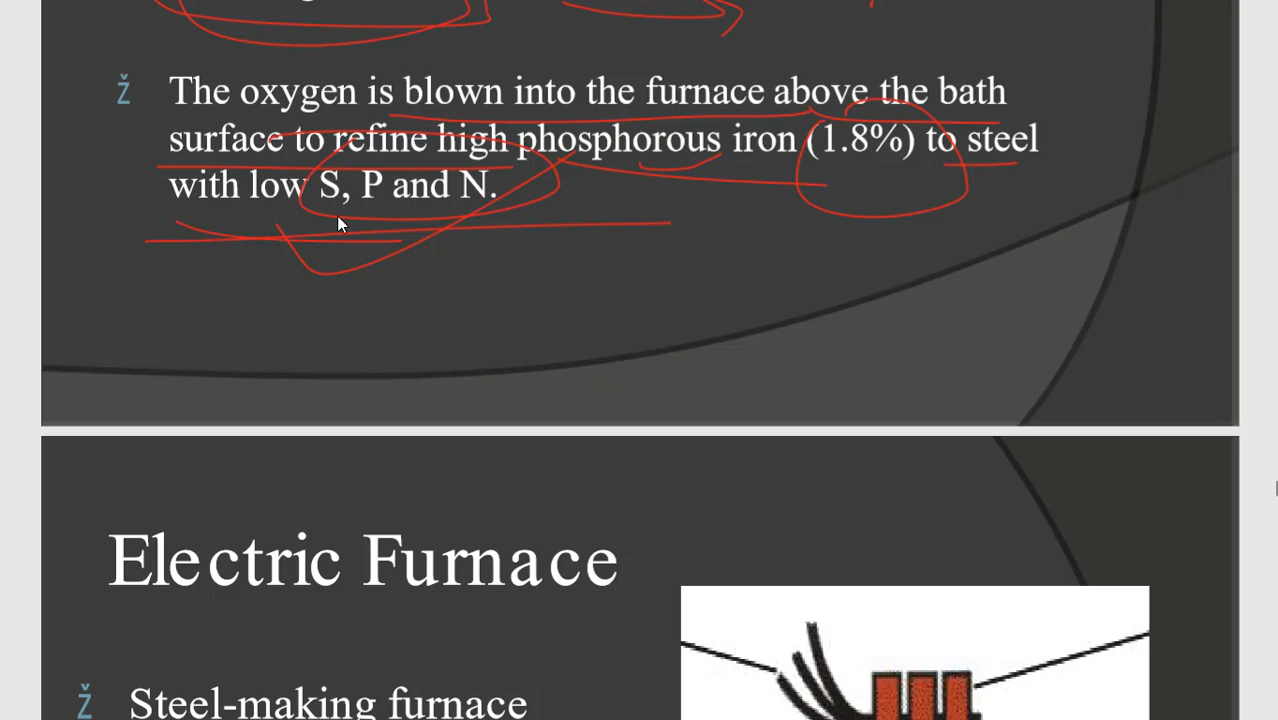 ž The oxygen is blown into the furnace above the bath
surface to refine high phosphorous iron (1.8%) to steel
with low S, P and N.
Electric Furnace
ž Steel-making furnace